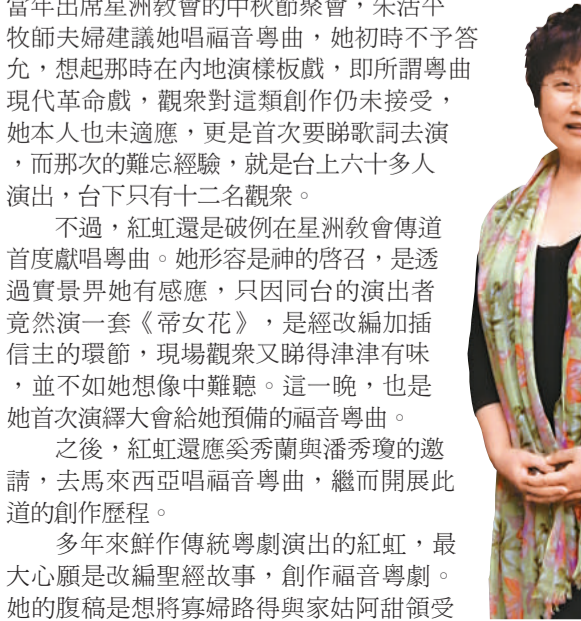 當年出席星洲教會的中秋節聚會，朱活平
牧師夫婦建議她唱福音粵曲，她初時不予答
允，想起那時在內地演樣板戲，即所謂粵曲
現代革命戲，觀衆對這類創作仍未接受，
她本人也未適應，更是首次要睇歌詞去演
，而那次的難忘經驗，就是台上六十多人
演出，台下只有十二名觀衆。
不過，紅虹還是破例在星洲教會傳道
首度獻唱粵曲。她形容是神的啓召，是透
過實景畀她有感應，只因同台的演出者
竟然演一套《帝女花》，是經改編加插
信主的環節，現場觀衆又睇得津津有味
，並不如她想像中難聽。這一晚，也是
她首次演繹大會給她預備的福音粵曲。
之後，紅虹還應奚秀蘭與潘秀瓊的邀
請，去馬來西亞唱福音粵曲，繼而開展此
道的創作歷程。
多年來鮮作傳統粵劇演出的紅虹，最
大心願是改編聖經故事，創作福音粵劇。
她的腹稿是想將寡婦路得與家姑阿甜領受